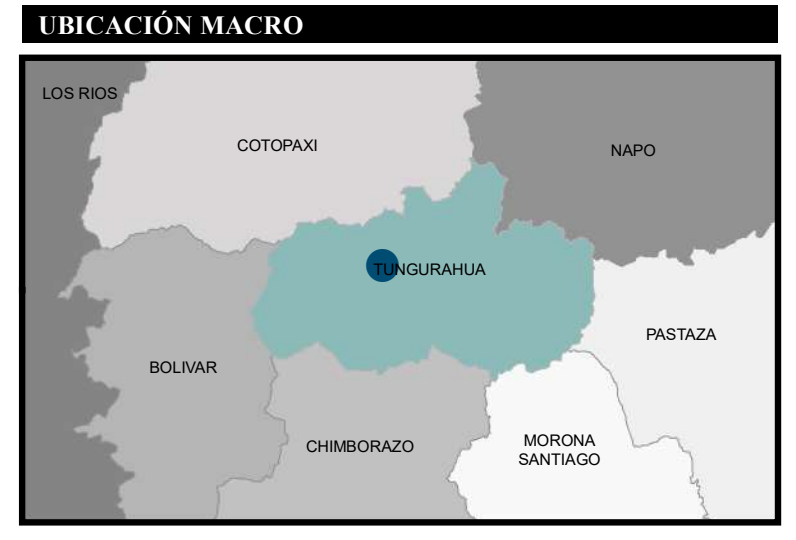 UBICACIÓN MACRO
LOS RIOS
COTOPAXI
NAPO
TUNGURAHUA
PASTAZA
BOLIVAR
CHIMBORAZO
MORONA
SANTIAGO